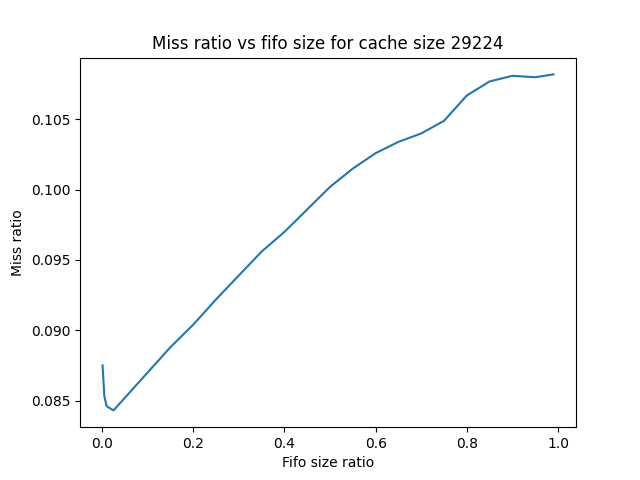 Miss ratio vs fifo size for cache size 29224
Miss ratio
0.105
0.100
0.095
0.090
0.085
0.0 0.2 0.4 0.6 0.8 1.0
Fifo size ratio